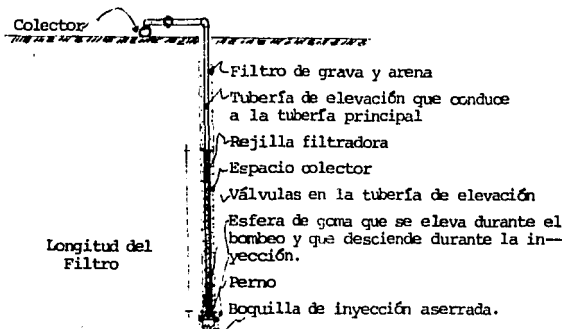 Colector
Filtro de grava y arena
Tubería de elevación que conduce
a la tubería principal
Rejilla filtradora
Espacio colector
Válvulas en la tubería de elevación
Esfera de goma que se eleva durante el
bombeo y que desciende durante la in--
yección.
Longitud del
Filtro
Perno
Boquilla de inyección aserrada.